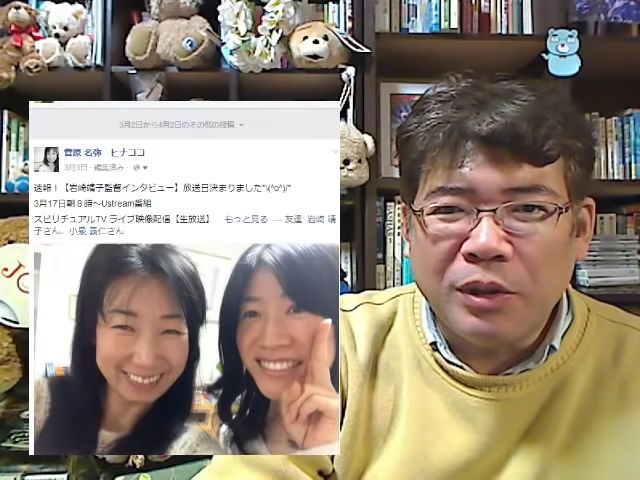 3月2日から4月2日のその他の投稿
菅原 名弥 ヒナココ
3月3日・編集済み・
速報！【岩崎靖子監督インタビュー】放送日決まりました"\(^o^)/"
3月17日朝８時〜Ustream番組
スピリチュアルTV ライブ映像配信【生放送】 もっと見る — 友達: 岩崎 靖
子さん、小泉 義仁さん